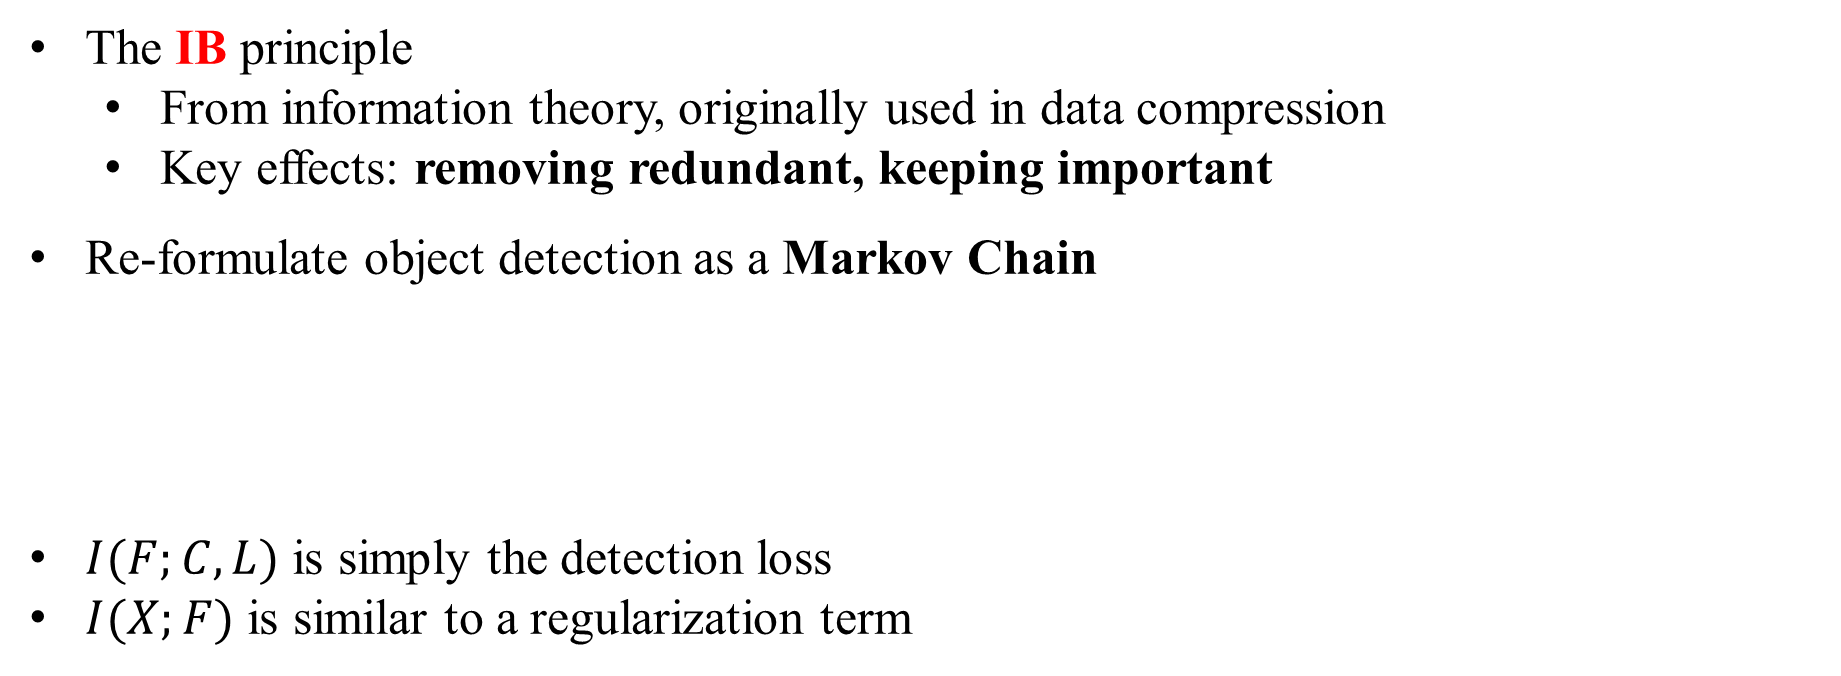 • The IB principle
• From information theory, originally used in data compression
• Key effects: removing redundant, keeping important
• Re-formulate object detection as a Markov Chain
• I(F; C, L) is simply the detection loss
• I(X; F) is similar to a regularization term